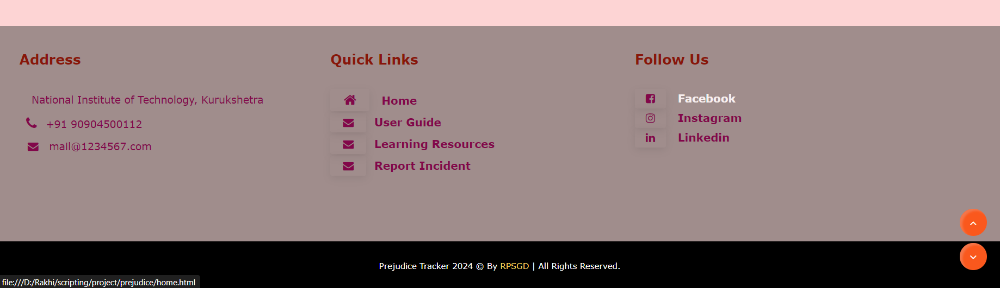 Address
National Institute of Technology, Kurukshetra
+91 90904500112
mail@1234567.com
Quick Links
Home
User Guide
Learning Resources
Report Incident
Follow Us
Facebook
Instagram
Linkedin
Prejudice Tracker 2024 © By RPSGD | All Rights Reserved.
file:///D:/Rakhi/scripting/project/prejudice/home.html